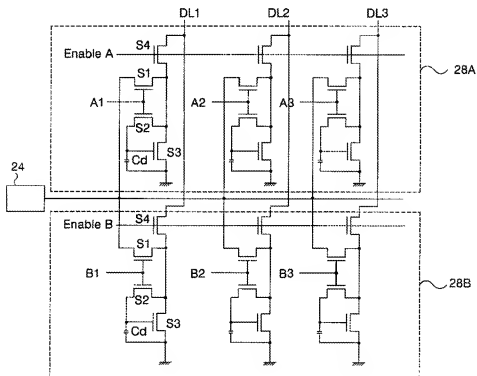 DL1 DL2 DL3
S4
Enable A
S1
28A
A1 A2 A3
S2
S3
Cd
24
S4
Enable B
S1
B1 B2 B3
28B
S2
S3
Cd